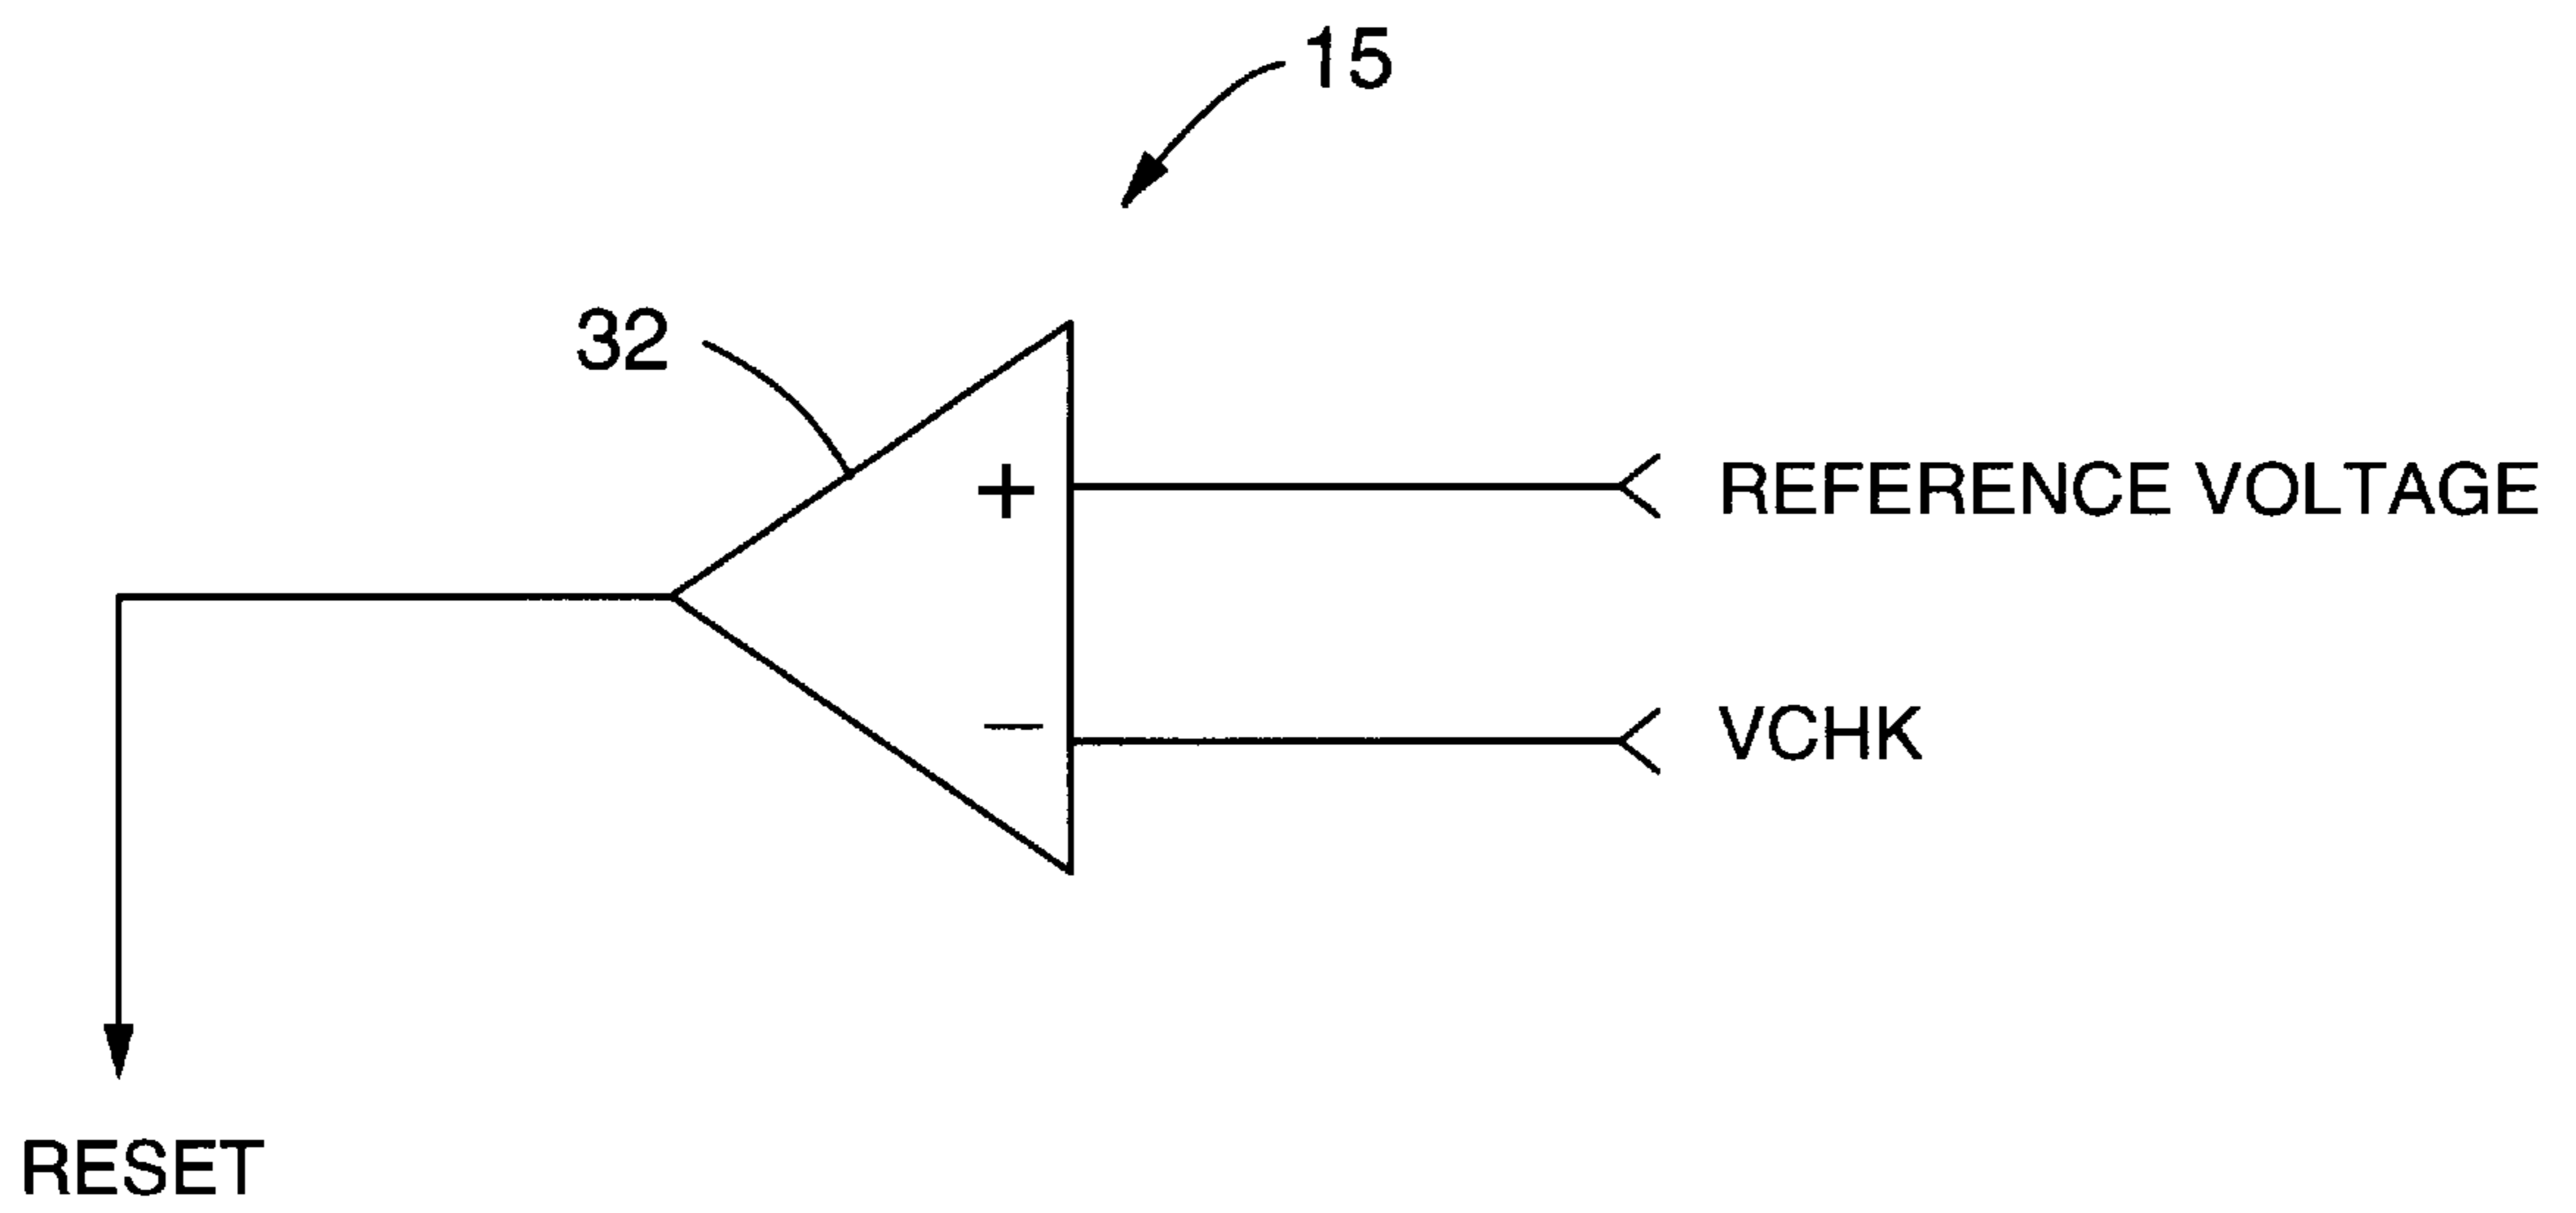 15
32
+
REFERENCE VOLTAGE
−
VCHK
RESET